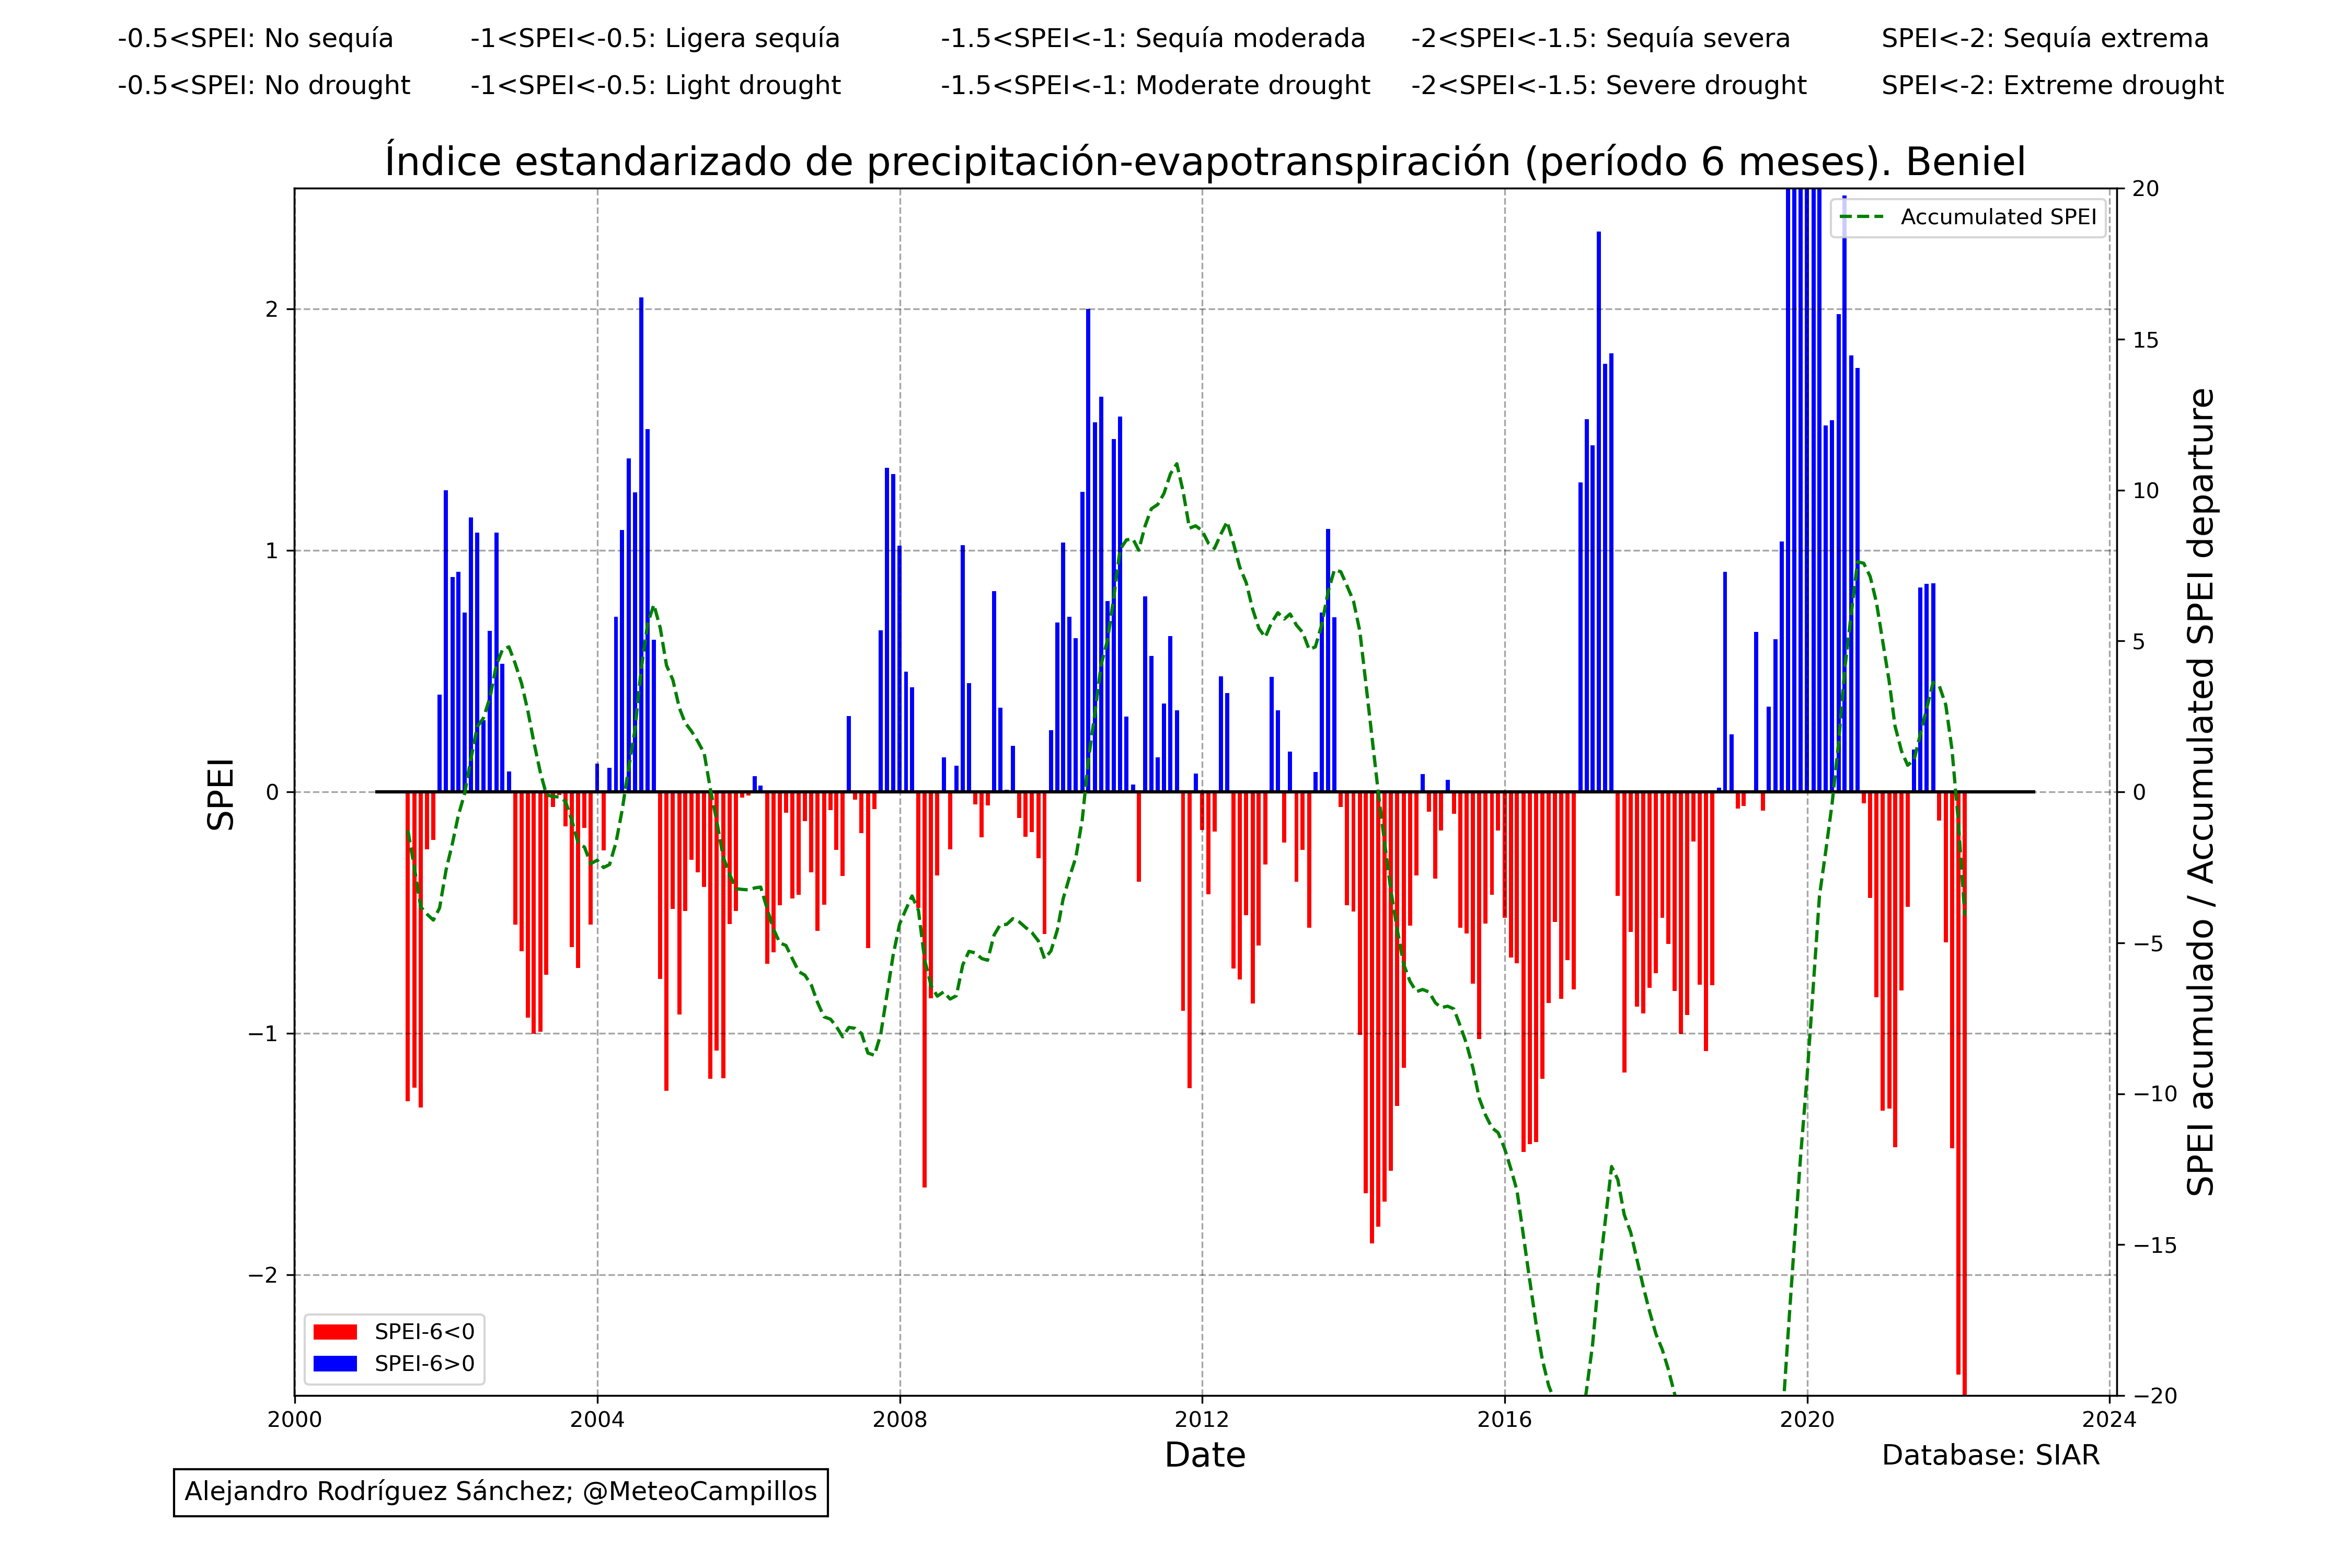 -0.5<SPEI: No sequía -1<SPEI<-0.5: Ligera sequía -1.5<SPEI<-1: Sequía moderada -2<SPEI<-1.5: Sequía severa SPEI<-2: Sequía extrema
-0.5<SPEI: No drought -1<SPEI<-0.5: Light drought -1.5<SPEI<-1: Moderate drought -2<SPEI<-1.5: Severe drought SPEI<-2: Extreme drought
Índice estandarizado de precipitación-evapotranspiración (período 6 meses). Beniel
Accumulated SPEI
SPEI
2
1
0
−1
−2
20
15
10
5
0
−5
−10
−15
−20
SPEI acumulado / Accumulated SPEI departure
SPEI-6<0
SPEI-6>0
2000 2004 2008 2012 2016 2020 2024
Date
Database: SIAR
Alejandro Rodríguez Sánchez; @MeteoCampillos